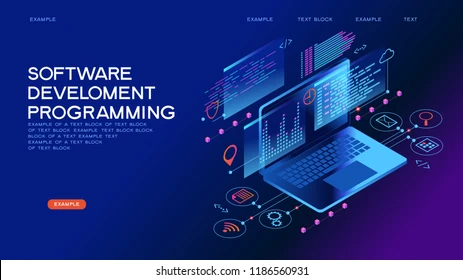 EXAMPLE
EXAMPLE
TEXT BLOCK
EXAMPLE
TEXT
SOFTWARE
DEVELOMENT
PROGRAMMING
EXAMPLE OF A TEXT BLOCK OF TEXT BLOCK
OF TEXT BLOCK EXAMPLE TEXT BLOCK
BLOCK OF A TEXT EXAMPLE TEXT
EXAMPLE OF A TEXT BLOCK
OF TEXT BLOCK
EXAMPLE
shutterstock.com · 1186560931